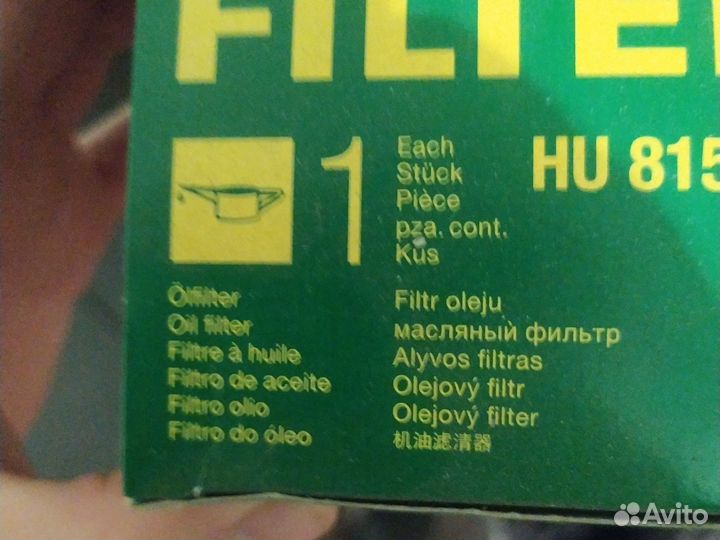 FILTER
1
Each
Stück
Pièce
pza. cont.
Kus
HU 815
Ölfilter
Oil filter
Filtre à huile
Filtro de aceite
Filtro olio
Filtro do óleo
Filtr oleju
масляный фильтр
Alyvos filtras
Olejový filtr
Olejový filter
机油滤清器
Avito